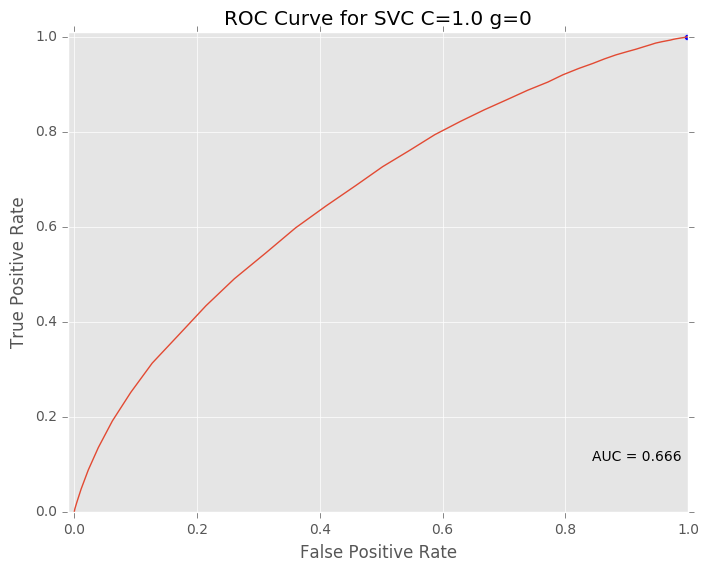 ROC Curve for SVC C=1.0 g=0
1.0
0.8
0.6
0.4
0.2
0.0
True Positive Rate
AUC = 0.666
0.0 0.2 0.4 0.6 0.8 1.0
False Positive Rate